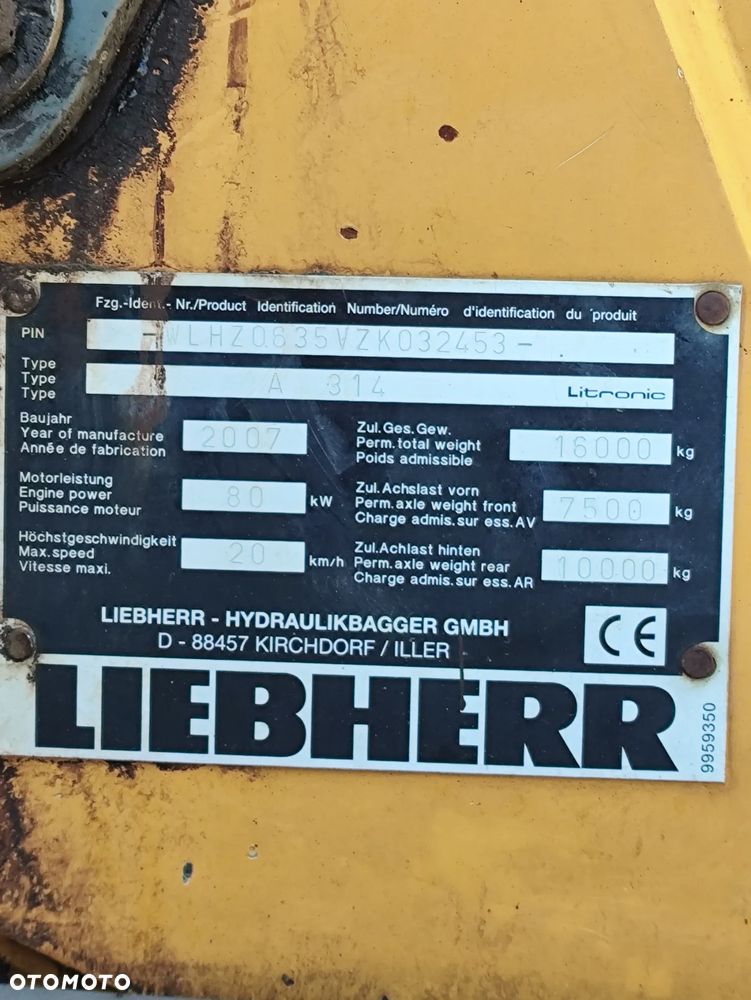 Fzg.-Ident.- Nr./Product Identification Number/Numéro d'identification du produit
PIN -WLHZ0635VZK032453-
Type
Type
Type
A 314 Litronic
Baujahr
Year of manufacture
Année de fabrication
2007
Zul.Ges.Gew.
Perm.total weight
Poids admissible
16000 kg
Motorleistung
Engine power
Puissance moteur
80 kW
Zul.Achslast vorn
Perm.axle weight front
Charge admis.sur ess.AV
7500 kg
Höchstgeschwindigkeit
Max.speed
Vitesse maxi.
20 km/h
Zul.Achlast hinten
Perm.axle weight rear
Charge admis.sur ess.AR
10000 kg
LIEBHERR - HYDRAULIKBAGGER GMBH
D - 88457 KIRCHDORF / ILLER
CE
LIEBHERR
9959350
OTOMOTO